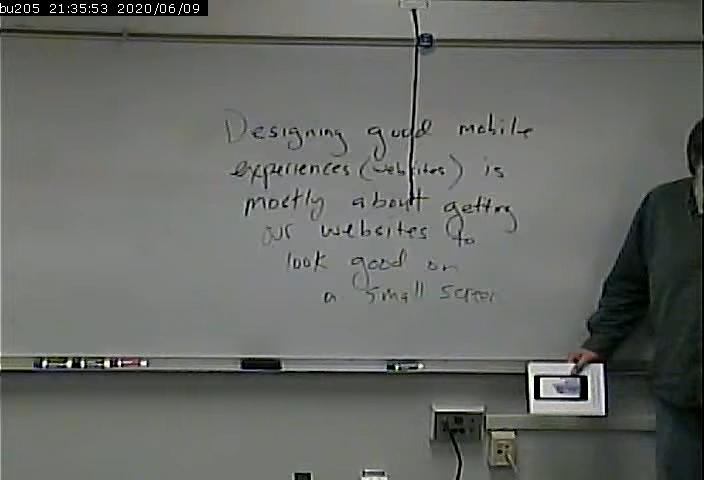 bu205 21:35:53 2020/06/09
Designing good mobile
experiences (websites) is
mostly about getting
our websites to
look good on
a small screen